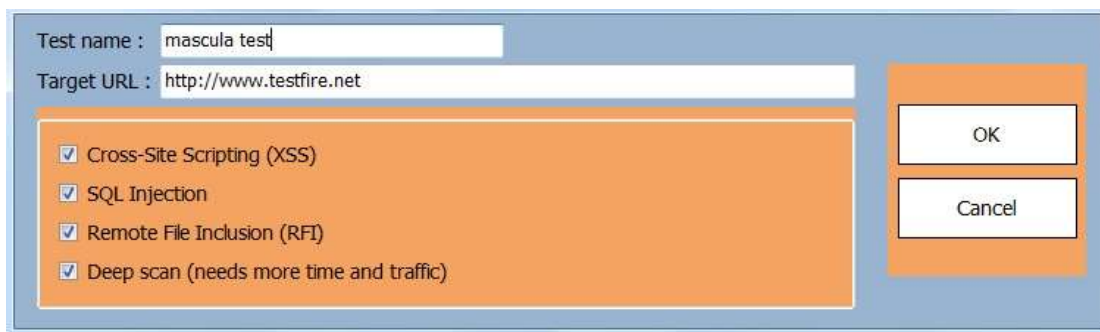 Test name : mascula test
Target URL : http://www.testfire.net
Cross-Site Scripting (XSS)
SQL Injection
Remote File Inclusion (RFI)
Deep scan (needs more time and traffic)
OK
Cancel